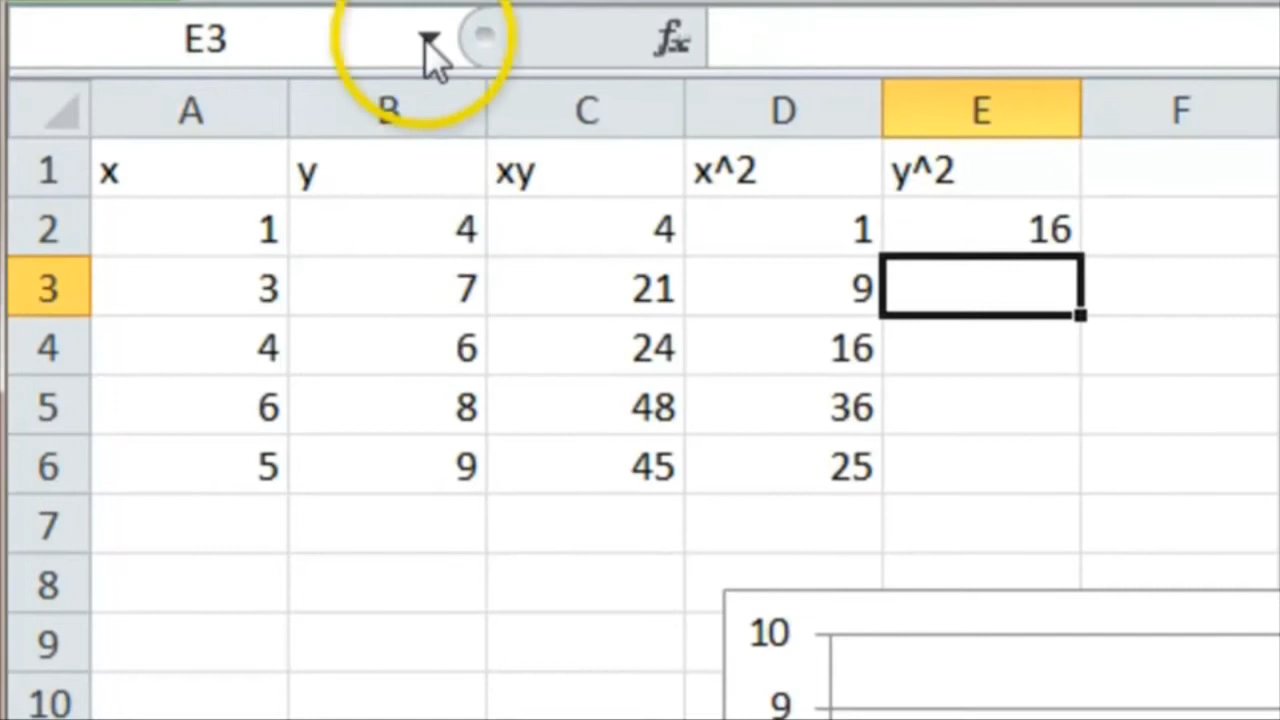 E3 fx
A B C D E F
1 x y xy x^2 y^2
2 1 4 4 1 16
3 3 7 21 9
4 4 6 24 16
5 6 8 48 36
6 5 9 45 25
7
8
9 10
10 9